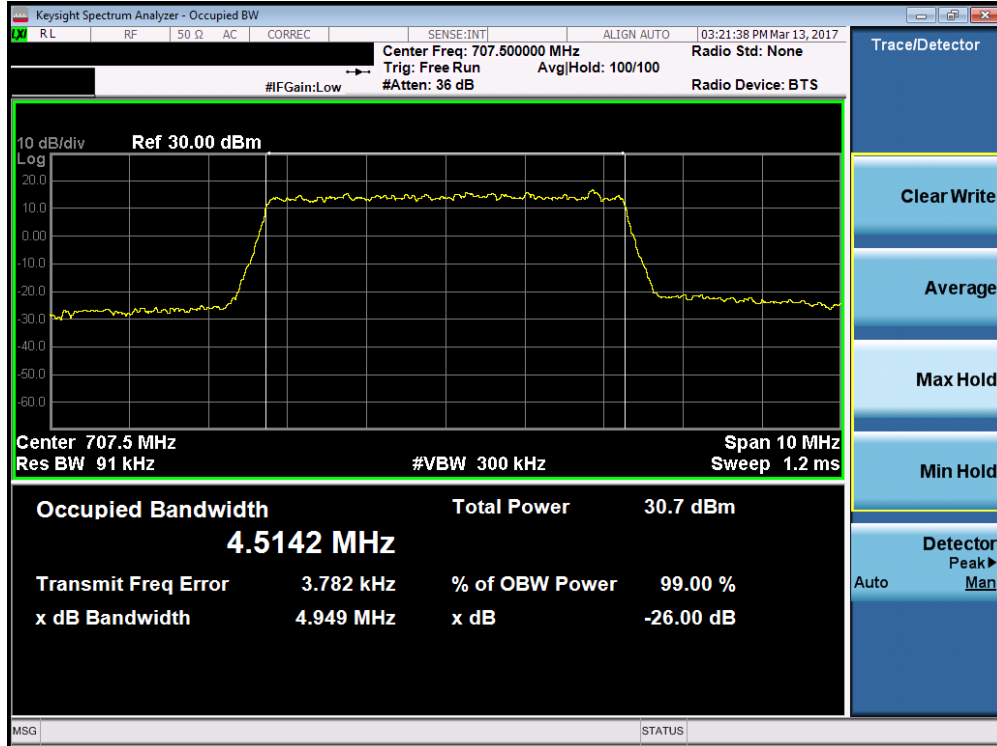 Keysight Spectrum Analyzer - Occupied BW
LXI RL RF 50 Ω AC CORREC SENSE:INT ALIGN AUTO 03:21:38 PM Mar 13, 2017
Center Freq: 707.500000 MHz Radio Std: None
Trig: Free Run Avg|Hold: 100/100
#IFGain:Low #Atten: 36 dB Radio Device: BTS
10 dB/div Ref 30.00 dBm
Log
20.0
10.0
0.00
-10.0
-20.0
-30.0
-40.0
-50.0
-60.0
Center 707.5 MHz Span 10 MHz
Res BW 91 kHz #VBW 300 kHz Sweep 1.2 ms
Occupied Bandwidth Total Power 30.7 dBm
4.5142 MHz
Transmit Freq Error 3.782 kHz % of OBW Power 99.00 %
x dB Bandwidth 4.949 MHz x dB -26.00 dB
MSG STATUS
Trace/Detector
Clear Write
Average
Max Hold
Min Hold
Detector
Peak▶
Auto Man